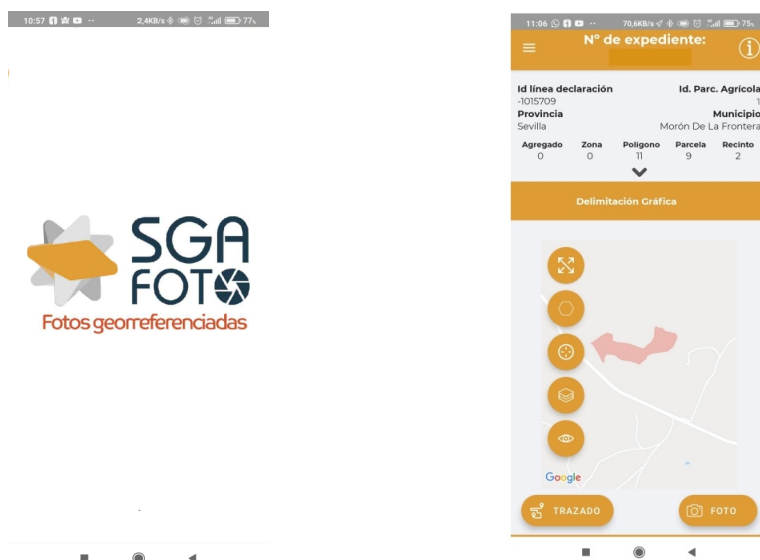 10:57 2,4KB/s 77%
SGA
FOTO
Fotos georreferenciadas
11:06 70,6KB/s 75%
Nº de expediente:
Id línea declaración Id. Parc. Agrícola
-1015709 1
Provincia Municipio
Sevilla Morón De La Frontera
Agregado Zona Polígono Parcela Recinto
0 0 11 9 2
Delimitación Gráfica
Google
TRAZADO FOTO